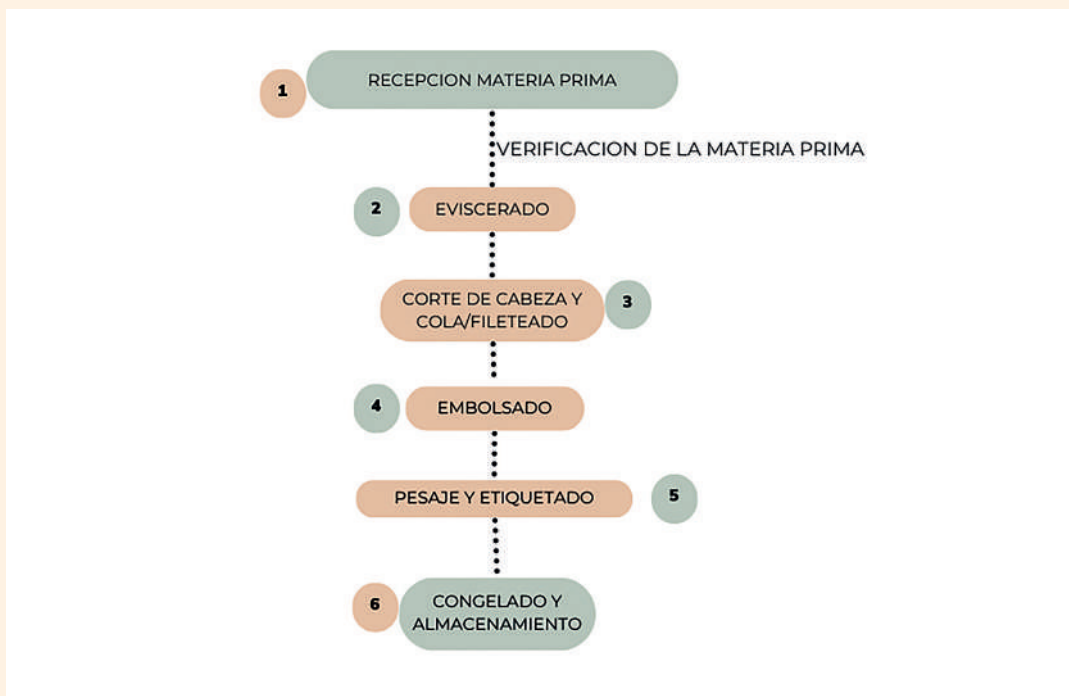 1
RECEPCION MATERIA PRIMA
VERIFICACION DE LA MATERIA PRIMA
2
EVISCERADO
CORTE DE CABEZA Y
COLA/FILETEADO
3
4
EMBOLSADO
PESAJE Y ETIQUETADO
5
6
CONGELADO Y
ALMACENAMIENTO